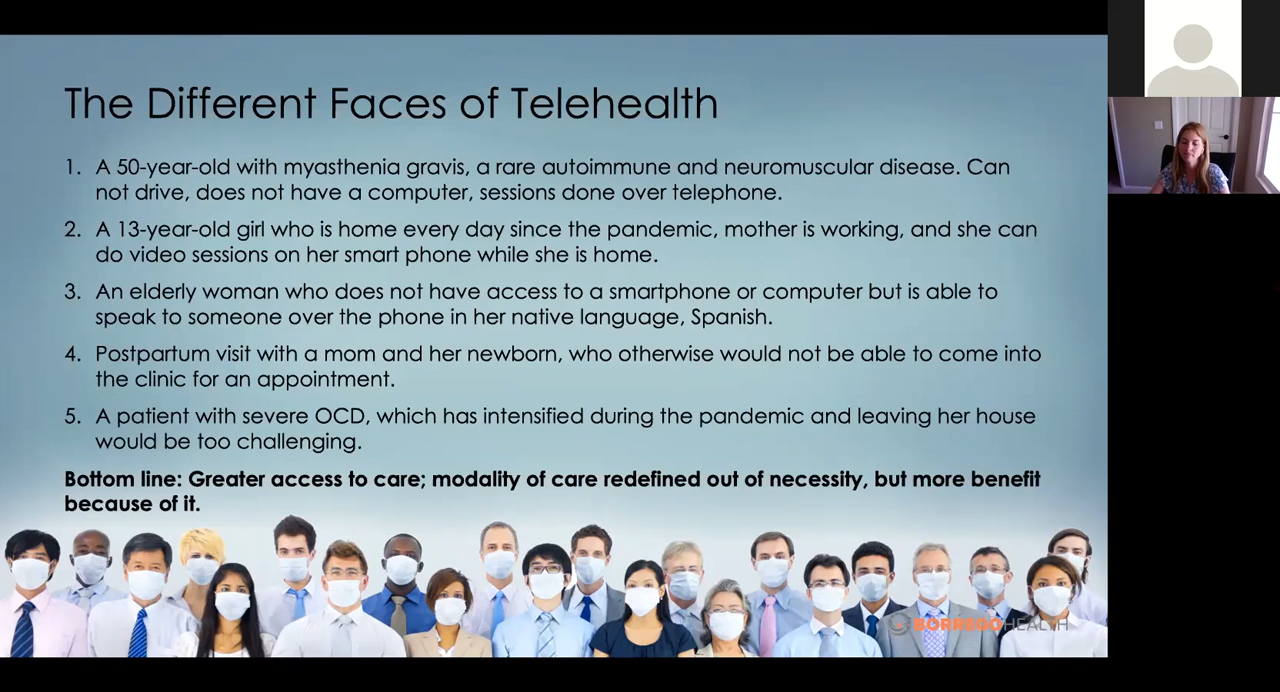 The Different Faces of Telehealth
1. A 50-year-old with myasthenia gravis, a rare autoimmune and neuromuscular disease. Can
not drive, does not have a computer, sessions done over telephone.
2. A 13-year-old girl who is home every day since the pandemic, mother is working, and she can
do video sessions on her smart phone while she is home.
3. An elderly woman who does not have access to a smartphone or computer but is able to
speak to someone over the phone in her native language, Spanish.
4. Postpartum visit with a mom and her newborn, who otherwise would not be able to come into
the clinic for an appointment.
5. A patient with severe OCD, which has intensified during the pandemic and leaving her house
would be too challenging.
Bottom line: Greater access to care; modality of care redefined out of necessity, but more benefit
because of it.
BORREGOHEALTH